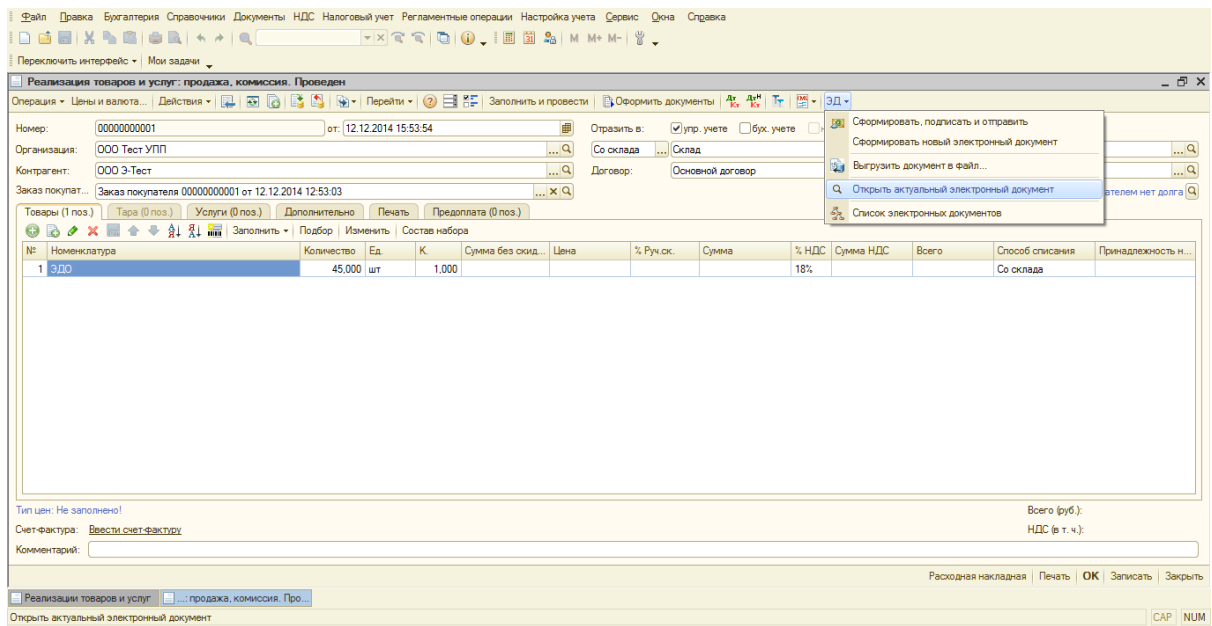 Файл Правка Бухгалтерия Справочники Документы НДС Налоговый учет Регламентные операции Настройка учета Сервис Окна Справка
M M+ M-
Переключить интерфейс Мои задачи
Реализация товаров и услуг: продажа, комиссия. Проведен
Операция Цены и валюта... Действия Перейти Заполнить и провести Оформить документы ЭД
Сформировать, подписать и отправить
Сформировать новый электронный документ
Выгрузить документ в файл...
Открыть актуальный электронный документ
Список электронных документов
Номер: 00000000001 от: 12.12.2014 15:53:54 Отразить в: упр. учете бух. учете
Организация: ООО Тест УПП Со склада ... Склад
Контрагент: ООО Э-Тест Договор: Основной договор
Заказ покупат... Заказ покупателя 00000000001 от 12.12.2014 12:53:03 ателем нет долга
Товары (1 поз.) Тара (0 поз.) Услуги (0 поз.) Дополнительно Печать Предоплата (0 поз.)
Заполнить Подбор Изменить Состав набора
№ Номенклатура Количество Ед. К. Сумма без скид... Цена % Руч.ск. Сумма % НДС Сумма НДС Всего Способ списания Принадлежность н...
1 ЭДО 45,000 шт 1,000 18% Со склада
Тип цен: Не заполнено! Всего (руб.):
Счет-фактура: Ввести счет-фактуру НДС (в т. ч.):
Комментарий:
Расходная накладная Печать OK Записать Закрыть
Реализации товаров и услуг ...: продажа, комиссия. Про...
Открыть актуальный электронный документ CAP NUM